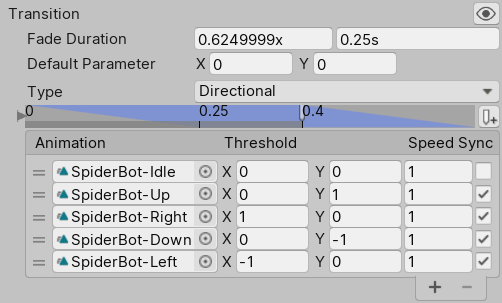 Transition
Fade Duration 0.6249999x 0.25s
Default Parameter X 0 Y 0
Type Directional
0 0.25 0.4
Animation Threshold Speed Sync
SpiderBot-Idle X 0 Y 0 1
SpiderBot-Up X 0 Y 1 1
SpiderBot-Right X 1 Y 0 1
SpiderBot-Down X 0 Y -1 1
SpiderBot-Left X -1 Y 0 1